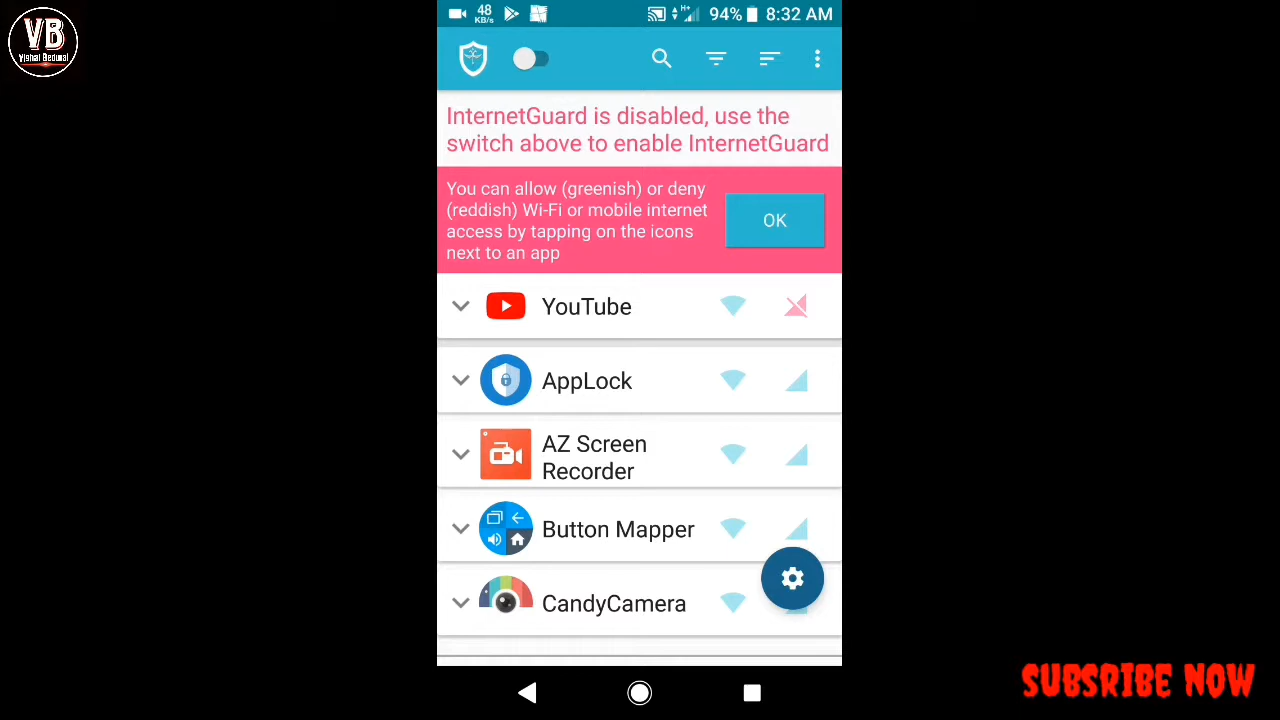 VB
Vishal Bedwal
48
KB/s
H+
94%
8:32 AM
InternetGuard is disabled, use the
switch above to enable InternetGuard
You can allow (greenish) or deny
(reddish) Wi-Fi or mobile internet
access by tapping on the icons
next to an app
OK
YouTube
AppLock
AZ Screen
Recorder
Button Mapper
CandyCamera
SUBSRIBE NOW